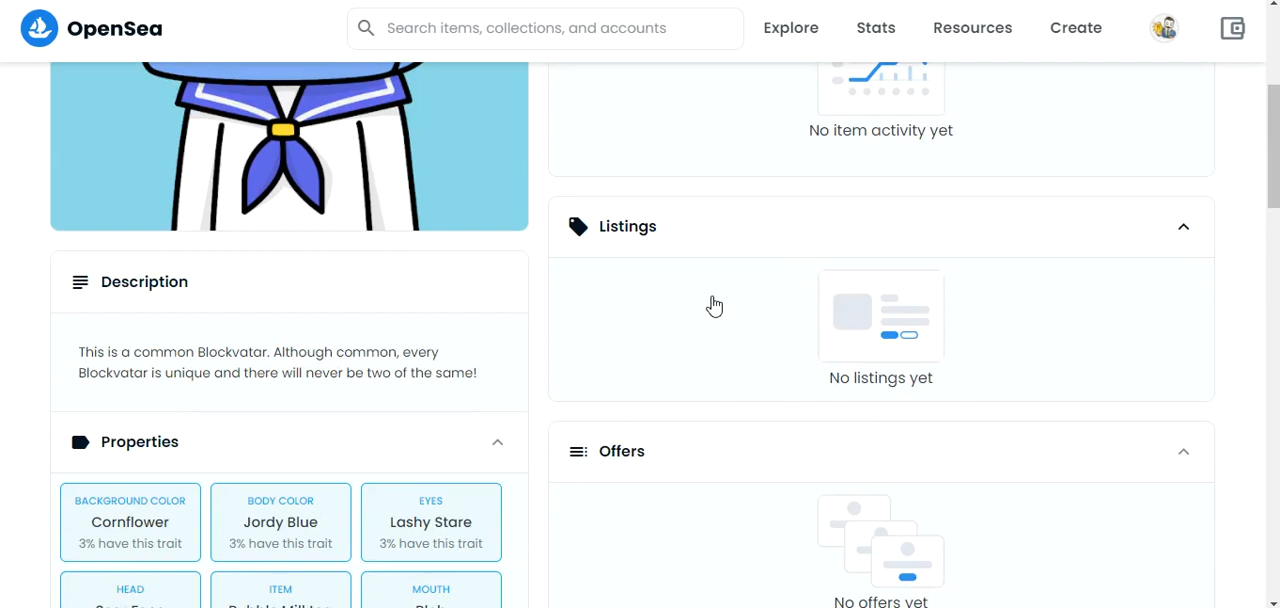 OpenSea
Search items, collections, and accounts
Explore
Stats
Resources
Create
No item activity yet
Listings
No listings yet
Offers
No offers yet
Description
This is a common Blockvatar. Although common, every
Blockvatar is unique and there will never be two of the same!
Properties
BACKGROUND COLOR
Cornflower
3% have this trait
BODY COLOR
Jordy Blue
3% have this trait
EYES
Lashy Stare
3% have this trait
HEAD
ITEM
MOUTH